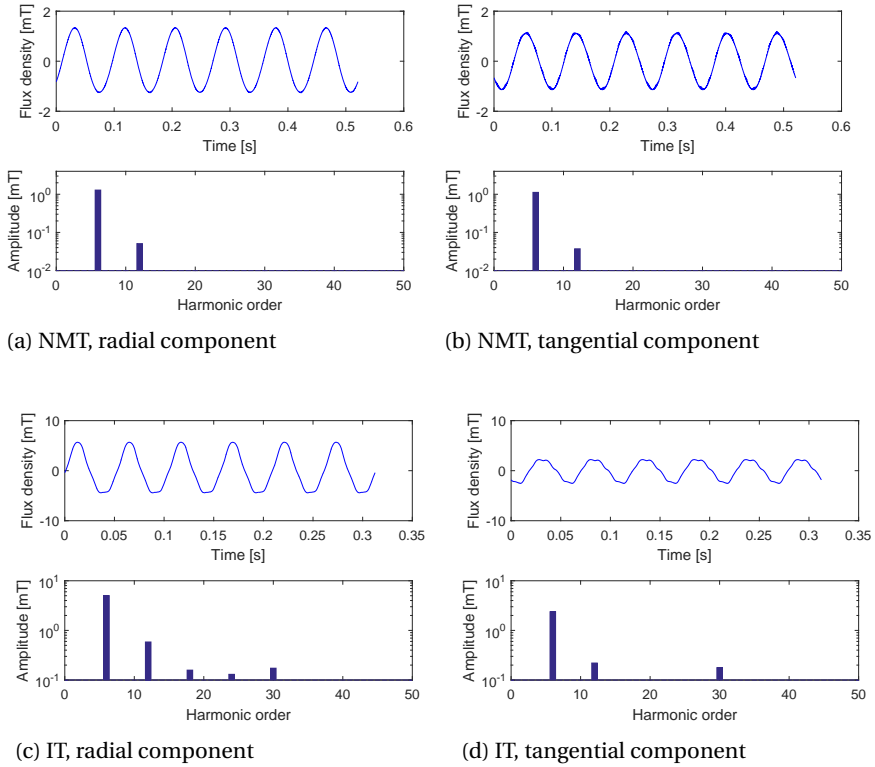 Flux density [mT]
2
0
-2
0 0.1 0.2 0.3 0.4 0.5 0.6
Time [s]
Amplitude [mT]
10^0
10^-1
10^-2
0 10 20 30 40 50
Harmonic order
(a) NMT, radial component
Flux density [mT]
2
0
-2
0 0.1 0.2 0.3 0.4 0.5 0.6
Time [s]
Amplitude [mT]
10^0
10^-1
10^-2
0 10 20 30 40 50
Harmonic order
(b) NMT, tangential component
Flux density [mT]
10
0
-10
0 0.05 0.1 0.15 0.2 0.25 0.3 0.35
Time [s]
Amplitude [mT]
10^1
10^0
10^-1
0 10 20 30 40 50
Harmonic order
(c) IT, radial component
Flux density [mT]
10
0
-10
0 0.05 0.1 0.15 0.2 0.25 0.3 0.35
Time [s]
Amplitude [mT]
10^1
10^0
10^-1
0 10 20 30 40 50
Harmonic order
(d) IT, tangential component